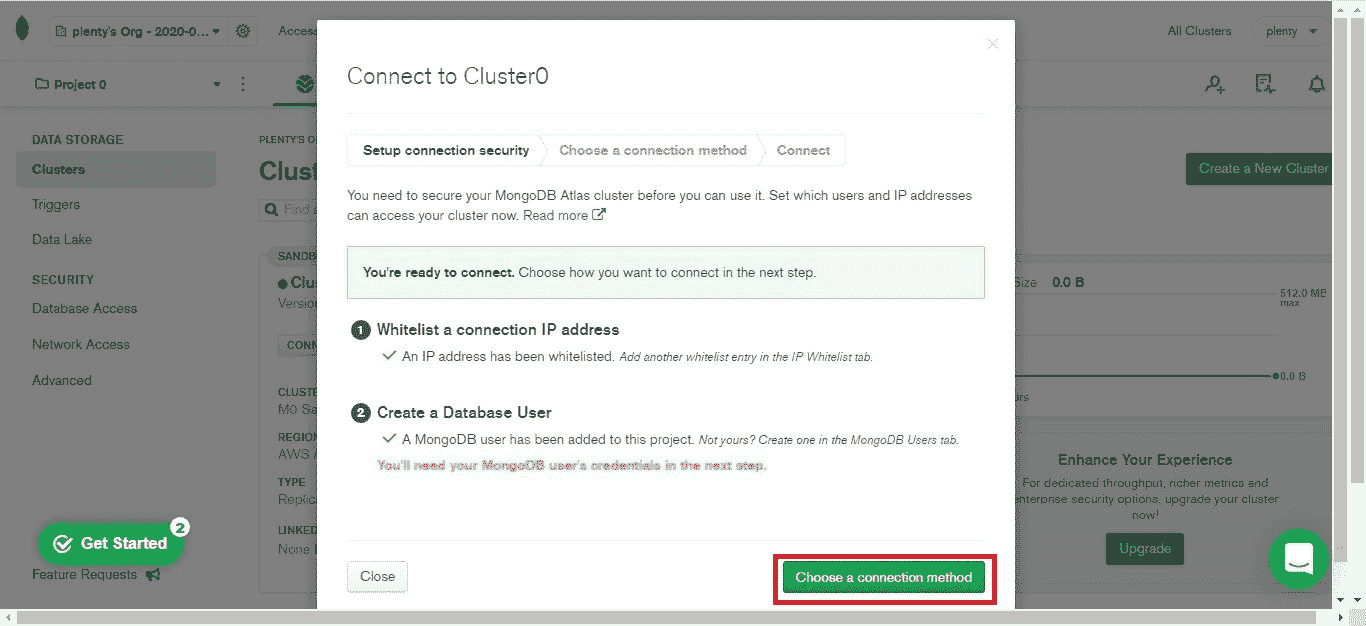 plenty's Org - 2020-0...
Access
All Clusters
plenty
Project 0
DATA STORAGE
Clusters
Triggers
Data Lake
SECURITY
Database Access
Network Access
Advanced
2
Get Started
Feature Requests
PLENTY'S O
Clust
Find
SANDB
Clu
Versio
CONN
CLUSTE
M0 Sa
REGION
AWS
TYPE
Replic
LINKED
None
Connect to Cluster0
Setup connection security
Choose a connection method
Connect
You need to secure your MongoDB Atlas cluster before you can use it. Set which users and IP addresses
can access your cluster now. Read more
You're ready to connect. Choose how you want to connect in the next step.
1 Whitelist a connection IP address
An IP address has been whitelisted. Add another whitelist entry in the IP Whitelist tab.
2 Create a Database User
A MongoDB user has been added to this project. Not yours? Create one in the MongoDB Users tab.
You'll need your MongoDB user's credentials in the next step.
Close
Choose a connection method
Create a New Cluster
Size 0.0 B
512.0 MB
max
0.0 B
Enhance Your Experience
For dedicated throughput, richer metrics and
enterprise security options, upgrade your cluster
now!
Upgrade